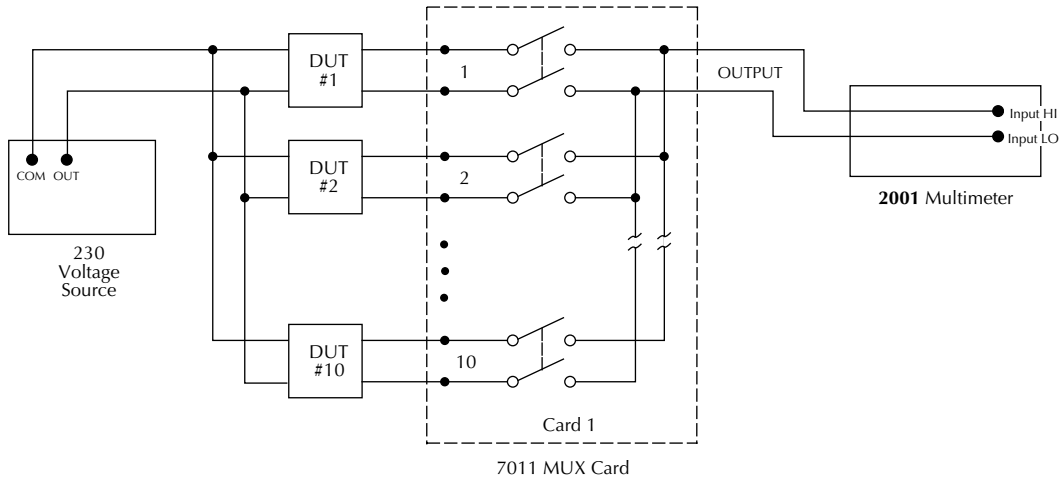 DUT
#1
1
OUTPUT
Input HI
Input LO
COM OUT
DUT
#2
2
2001 Multimeter
230
Voltage
Source
DUT
#10
10
Card 1
7011 MUX Card